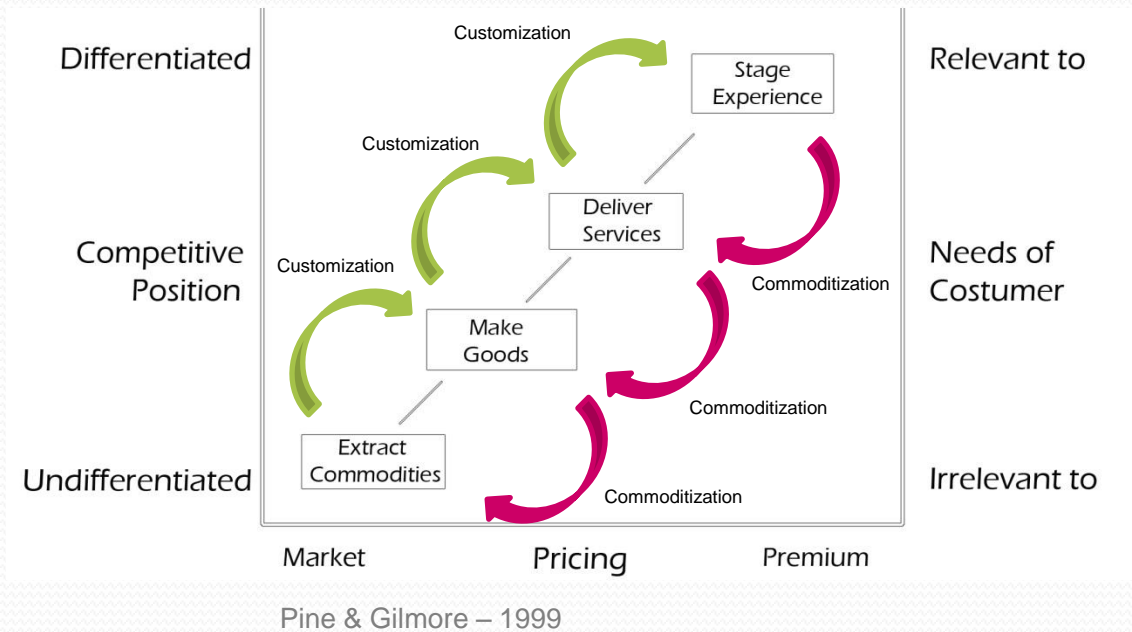 Customization
Differentiated
Stage
Experience
Relevant to
Customization
Deliver
Services
Competitive
Position
Customization
Needs of
Costumer
Commoditization
Make
Goods
Commoditization
Extract
Commodities
Undifferentiated
Irrelevant to
Commoditization
Market
Pricing
Premium
Pine & Gilmore – 1999